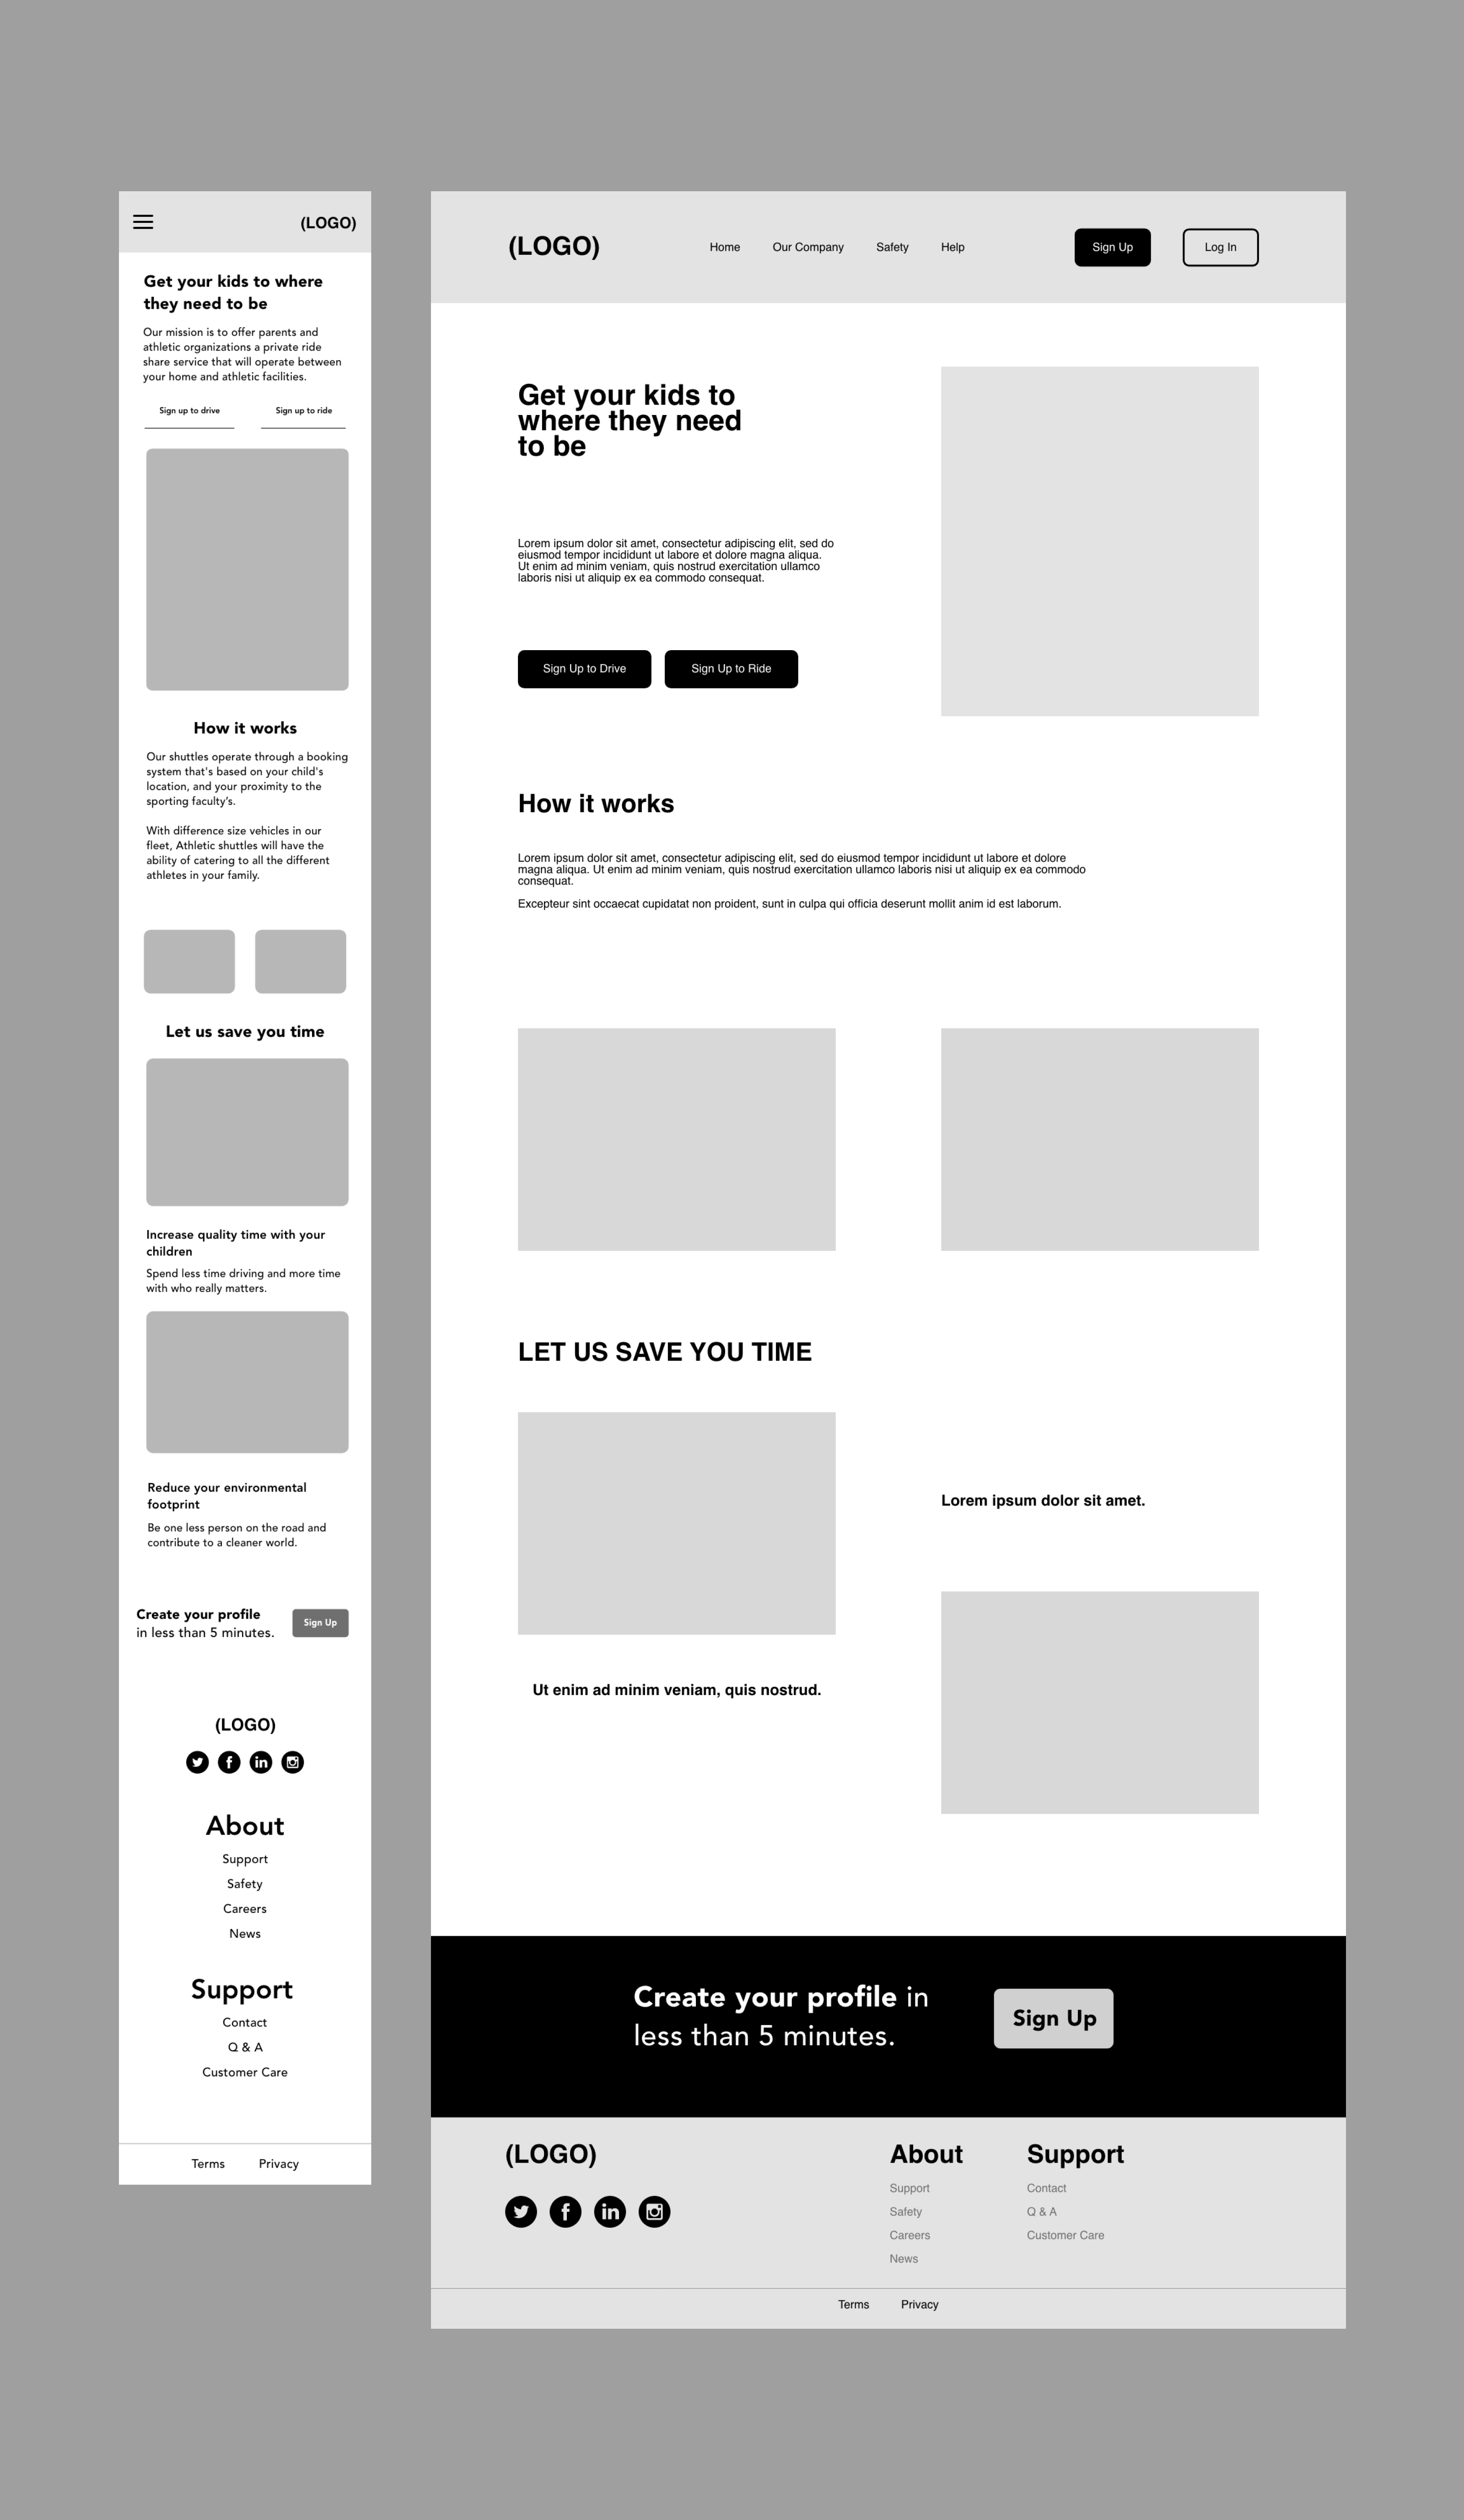 (LOGO)
Get your kids to where
they need to be
Our mission is to offer parents and
athletic organizations a private ride
share service that will operate between
your home and athletic facilities.
Sign up to drive
Sign up to ride
How it works
Our shuttles operate through a booking
system that's based on your child's
location, and your proximity to the
sporting faculty’s.
With difference size vehicles in our
fleet, Athletic shuttles will have the
ability of catering to all the different
athletes in your family.
Let us save you time
Increase quality time with your
children
Spend less time driving and more time
with who really matters.
Reduce your environmental
footprint
Be one less person on the road and
contribute to a cleaner world.
Create your profile
in less than 5 minutes.
Sign Up
(LOGO)
About
Support
Safety
Careers
News
Support
Contact
Q & A
Customer Care
Terms Privacy
(LOGO)
Home Our Company Safety Help
Sign Up
Log In
Get your kids to
where they need
to be
Lorem ipsum dolor sit amet, consectetur adipiscing elit, sed do
eiusmod tempor incididunt ut labore et dolore magna aliqua.
Ut enim ad minim veniam, quis nostrud exercitation ullamco
laboris nisi ut aliquip ex ea commodo consequat.
Sign Up to Drive
Sign Up to Ride
How it works
Lorem ipsum dolor sit amet, consectetur adipiscing elit, sed do eiusmod tempor incididunt ut labore et dolore
magna aliqua. Ut enim ad minim veniam, quis nostrud exercitation ullamco laboris nisi ut aliquip ex ea commodo
consequat.
Excepteur sint occaecat cupidatat non proident, sunt in culpa qui officia deserunt mollit anim id est laborum.
LET US SAVE YOU TIME
Lorem ipsum dolor sit amet.
Ut enim ad minim veniam, quis nostrud.
Create your profile in
less than 5 minutes.
Sign Up
(LOGO)
About
Support
Safety
Careers
News
Support
Contact
Q & A
Customer Care
Terms Privacy